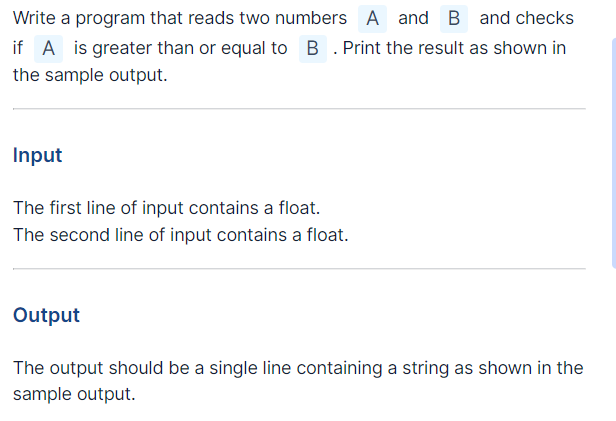 Write a program that reads two numbers A and B and checks
if A is greater than or equal to B . Print the result as shown in
the sample output.
Input
The first line of input contains a float.
The second line of input contains a float.
Output
The output should be a single line containing a string as shown in the
sample output.